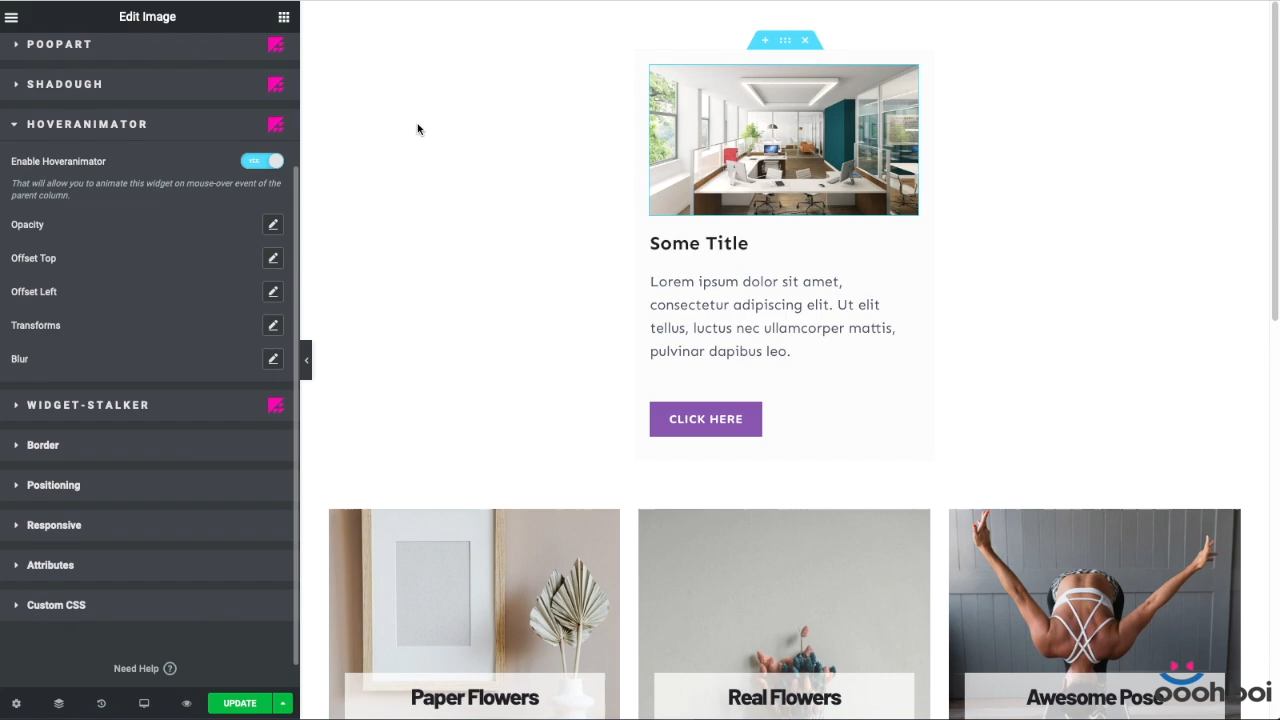 Edit Image
POOPART
SHADOUGH
HOVERANIMATOR
Enable Hoveranimator
YES
That will allow you to animate this widget on mouse-over event of the
parent column.
Opacity
Offset Top
Offset Left
Transforms
Blur
WIDGET-STALKER
Border
Positioning
Responsive
Attributes
Custom CSS
Need Help
UPDATE
Some Title
Lorem ipsum dolor sit amet,
consectetur adipiscing elit. Ut elit
tellus, luctus nec ullamcorper mattis,
pulvinar dapibus leo.
CLICK HERE
Paper Flowers
Real Flowers
Awesome Pose
poohboi